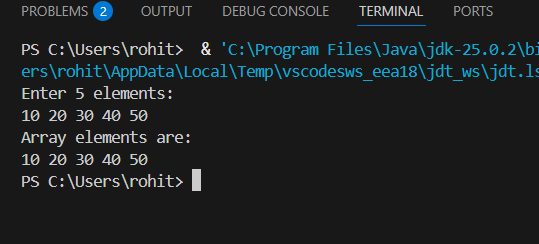 PROBLEMS 2 OUTPUT DEBUG CONSOLE TERMINAL PORTS
PS C:\Users\rohit>  & 'C:\Program Files\Java\jdk-25.0.2\
ers\rohit\AppData\Local\Temp\vscodesws_eea18\jdt_ws\jdt.ls
Enter 5 elements:
10 20 30 40 50
Array elements are:
10 20 30 40 50
PS C:\Users\rohit>